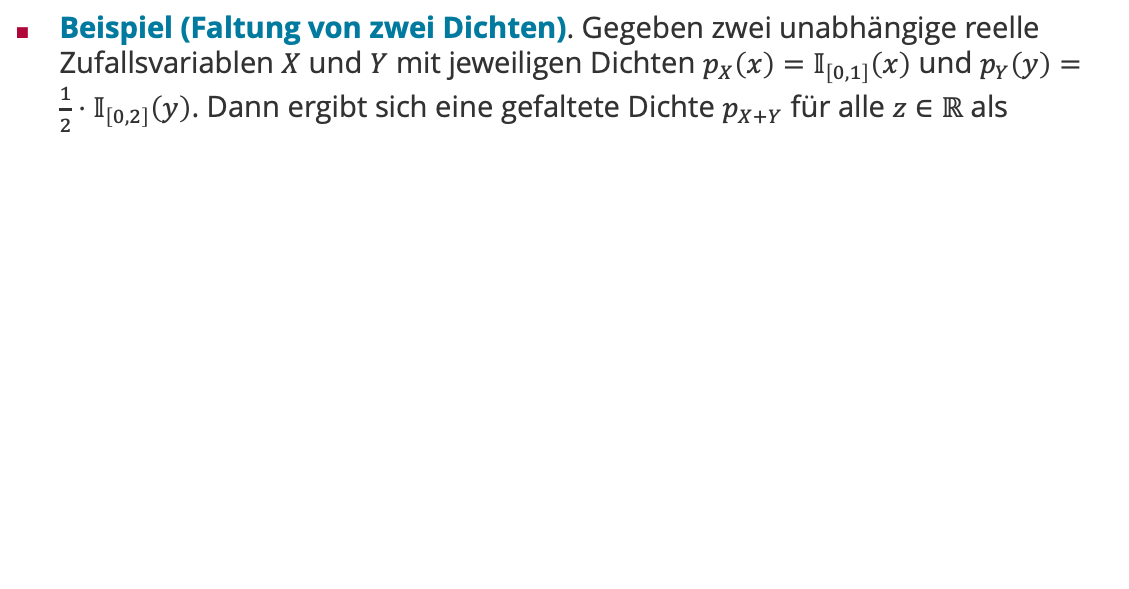 ▪ Beispiel (Faltung von zwei Dichten). Gegeben zwei unabhängige reelle
Zufallsvariablen X und Y mit jeweiligen Dichten p_X(x) = 𝕀_[0,1](x) und p_Y(y) =
1/2 · 𝕀_[0,2](y). Dann ergibt sich eine gefaltete Dichte p_X+Y für alle z ∈ ℝ als